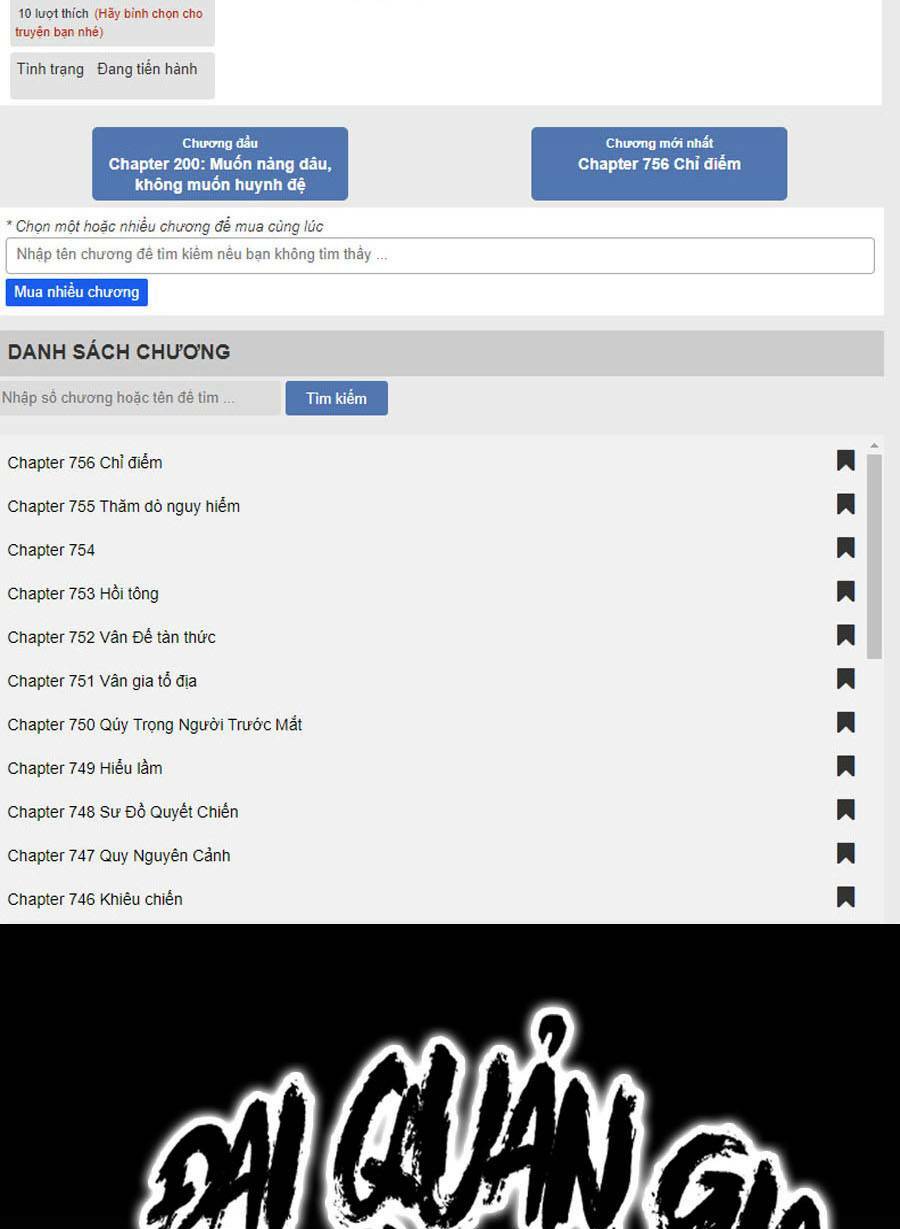 10 lượt thích (Hãy bình chọn cho
truyện bạn nhé)
Tình trạng Đang tiến hành
Chương đầu
Chapter 200: Muốn nàng dâu,
không muốn huynh đệ
Chương mới nhất
Chapter 756 Chỉ điểm
* Chọn một hoặc nhiều chương để mua cùng lúc
Nhập tên chương để tìm kiếm nếu bạn không tìm thấy ...
Mua nhiều chương
DANH SÁCH CHƯƠNG
Nhập số chương hoặc tên để tìm ...
Tìm kiếm
Chapter 756 Chỉ điểm
Chapter 755 Thăm dò nguy hiểm
Chapter 754
Chapter 753 Hồi tông
Chapter 752 Vân Đế tàn thức
Chapter 751 Vân gia tổ địa
Chapter 750 Qúy Trọng Người Trước Mắt
Chapter 749 Hiểu lầm
Chapter 748 Sư Đồ Quyết Chiến
Chapter 747 Quy Nguyên Cảnh
Chapter 746 Khiêu chiến
ĐẠI QUẢN GIA